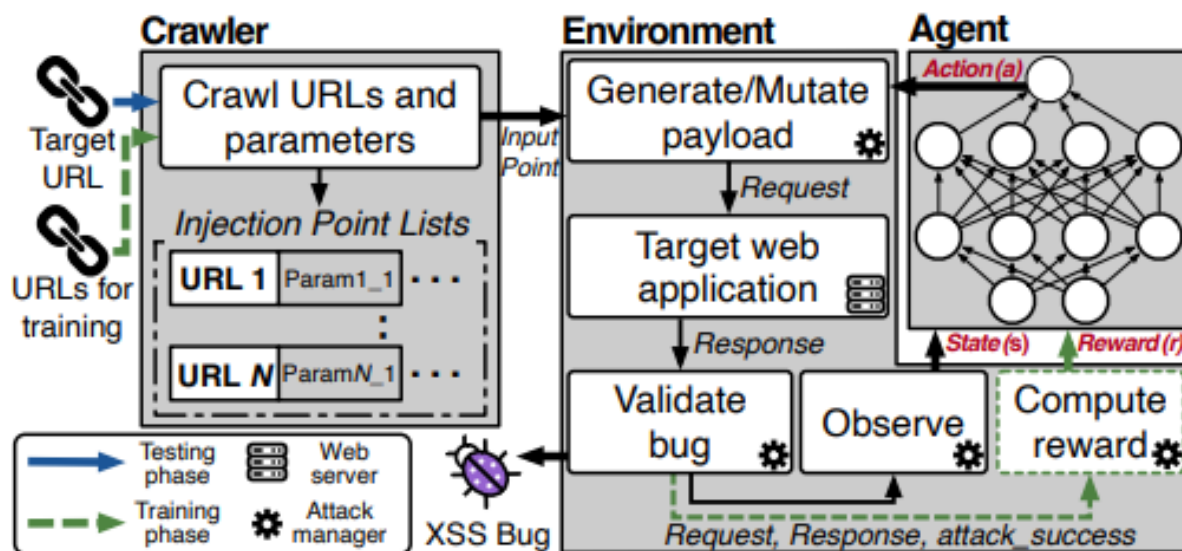 Crawler
Target
URL
URLs for
training
Crawl URLs and
parameters
Injection Point Lists
URL 1 Param1_1 · · ·
:
URL N ParamN_1 · · ·
Input
Point
Environment
Generate/Mutate
payload
Request
Target web
application
Response
Validate
bug
Observe
Compute
reward
Request, Response, attack_success
Agent
Action(a)
State(s)
Reward(r)
XSS Bug
Testing
phase
Web
server
Training
phase
Attack
manager